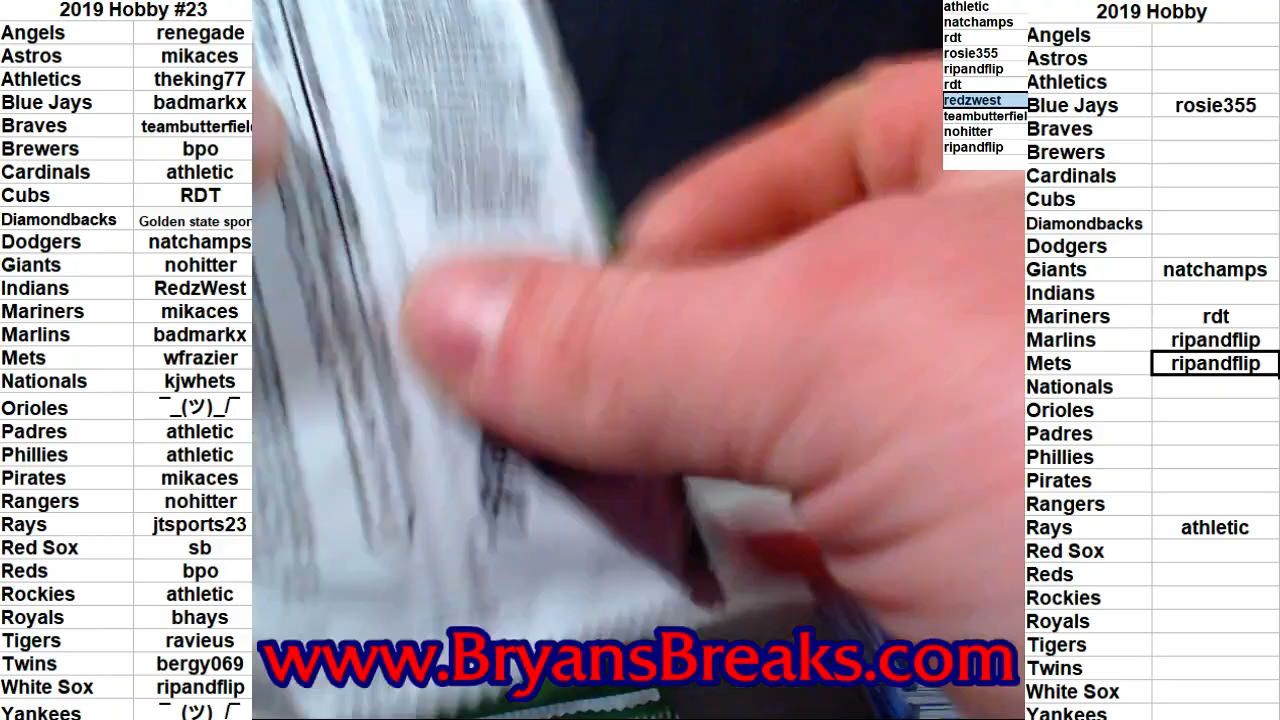 2019 Hobby #23
Angels renegade
Astros mikaces
Athletics theking77
Blue Jays badmarkx
Braves teambutterfiel
Brewers bpo
Cardinals athletic
Cubs RDT
Diamondbacks Golden state spor
Dodgers natchamps
Giants nohitter
Indians RedzWest
Mariners mikaces
Marlins badmarkx
Mets wfrazier
Nationals kjwhets
Orioles ¯_(ツ)_/¯
Padres athletic
Phillies athletic
Pirates mikaces
Rangers nohitter
Rays jtsports23
Red Sox sb
Reds bpo
Rockies athletic
Royals bhays
Tigers ravieus
Twins bergy069
White Sox ripandflip
Yankees ¯_(ツ)_/¯
athletic
natchamps
rdt
rosie355
ripandflip
rdt
redzwest
teambutterfiel
nohitter
ripandflip
2019 Hobby
Angels
Astros
Athletics
Blue Jays rosie355
Braves
Brewers
Cardinals
Cubs
Diamondbacks
Dodgers
Giants natchamps
Indians
Mariners rdt
Marlins ripandflip
Mets ripandflip
Nationals
Orioles
Padres
Phillies
Pirates
Rangers
Rays athletic
Red Sox
Reds
Rockies
Royals
Tigers
Twins
White Sox
Yankees
www.BryansBreaks.com